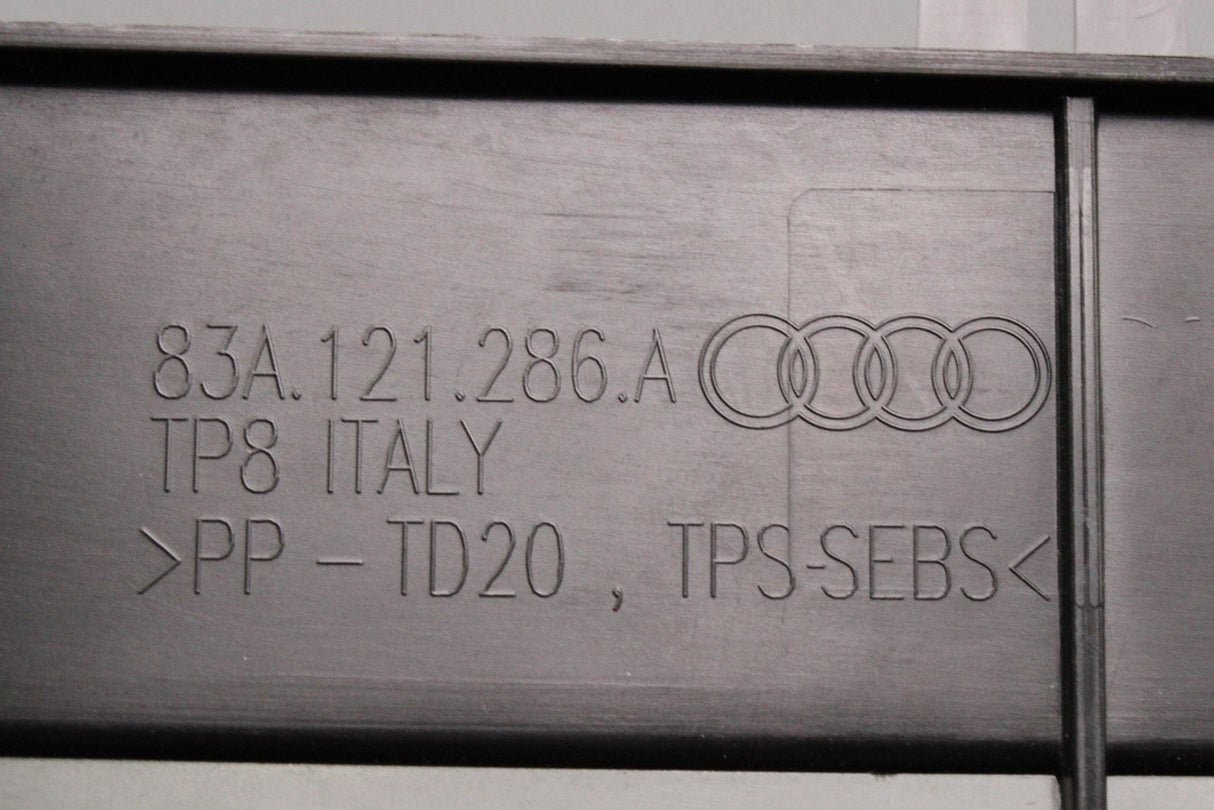 83A.121.286.A
TP8 ITALY
>PP - TD20 , TPS-SEBS<